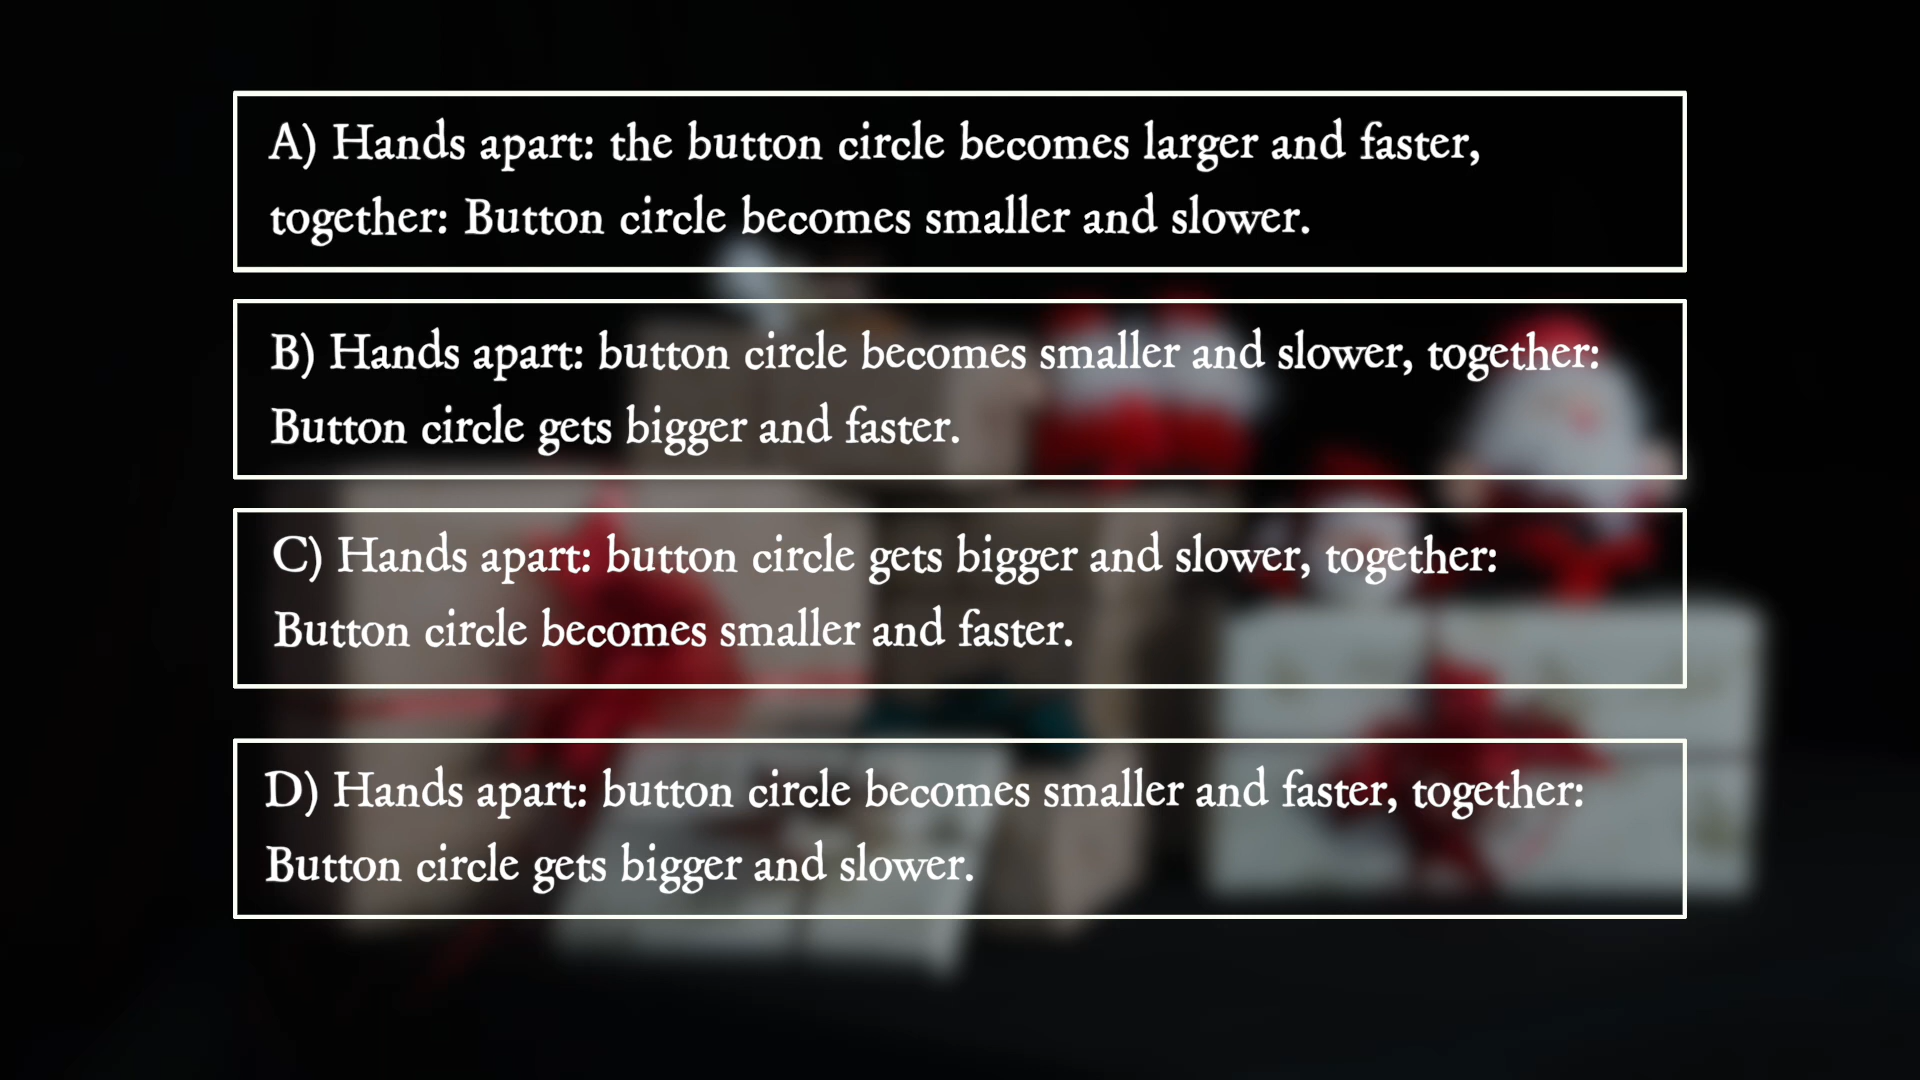 A) Hands apart: the button circle becomes larger and faster,
together: Button circle becomes smaller and slower.
B) Hands apart: button circle becomes smaller and slower, together:
Button circle gets bigger and faster.
C) Hands apart: button circle gets bigger and slower, together:
Button circle becomes smaller and faster.
D) Hands apart: button circle becomes smaller and faster, together:
Button circle gets bigger and slower.